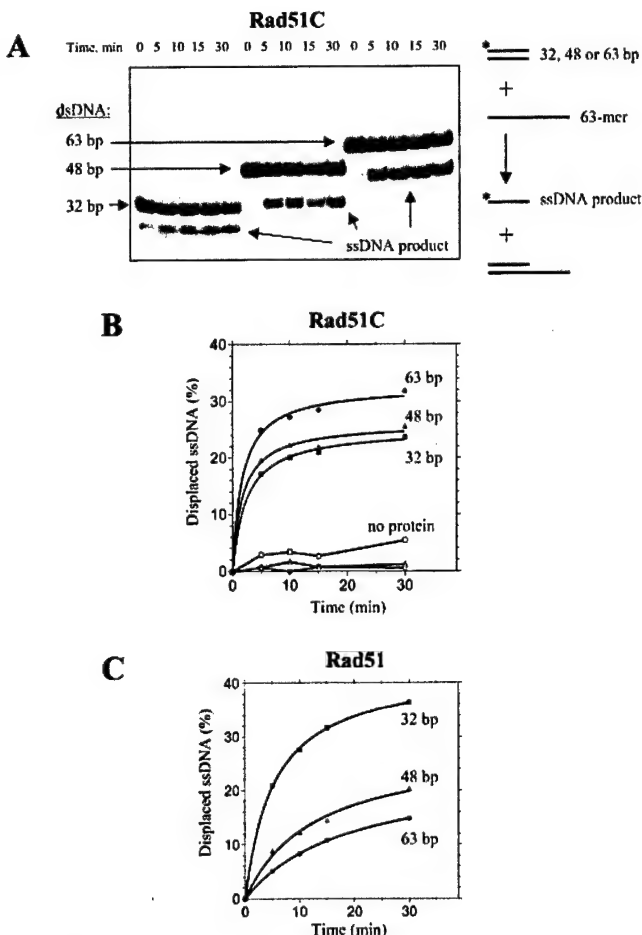 Rad51C
A
Time, min 0 5 10 15 30 0 5 10 15 30 0 5 10 15 30
dsDNA:
63 bp
48 bp
32 bp
ssDNA product
*
32, 48 or 63 bp
+
63-mer
*
ssDNA product
+
B
Rad51C
Displaced ssDNA (%)
40
30
20
10
0
63 bp
48 bp
32 bp
no protein
0 10 20 30
Time (min)
C
Rad51
Displaced ssDNA (%)
40
30
20
10
0
32 bp
48 bp
63 bp
0 10 20 30
Time (min)